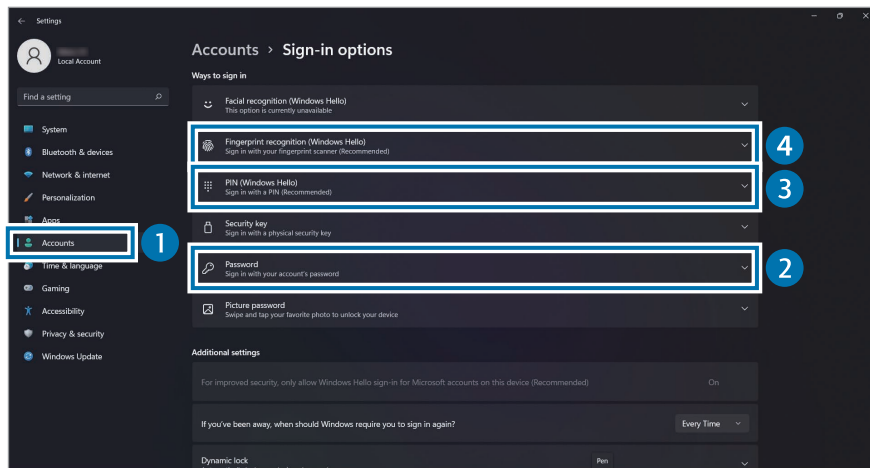 Settings
Local Account
Find a setting
System
Bluetooth & devices
Network & internet
Personalization
Apps
Accounts
1
Time & language
Gaming
Accessibility
Privacy & security
Windows Update
Accounts > Sign-in options
Ways to sign in
Facial recognition (Windows Hello)
This option is currently unavailable
Fingerprint recognition (Windows Hello)
Sign in with your fingerprint scanner (Recommended)
4
PIN (Windows Hello)
Sign in with a PIN (Recommended)
3
Security key
Sign in with a physical security key
Password
Sign in with your account's password
2
Picture password
Swipe and tap your favorite photo to unlock your device
Additional settings
For improved security, only allow Windows Hello sign-in for Microsoft accounts on this device (Recommended) On
If you've been away, when should Windows require you to sign in again? Every Time
Dynamic lock
Pen